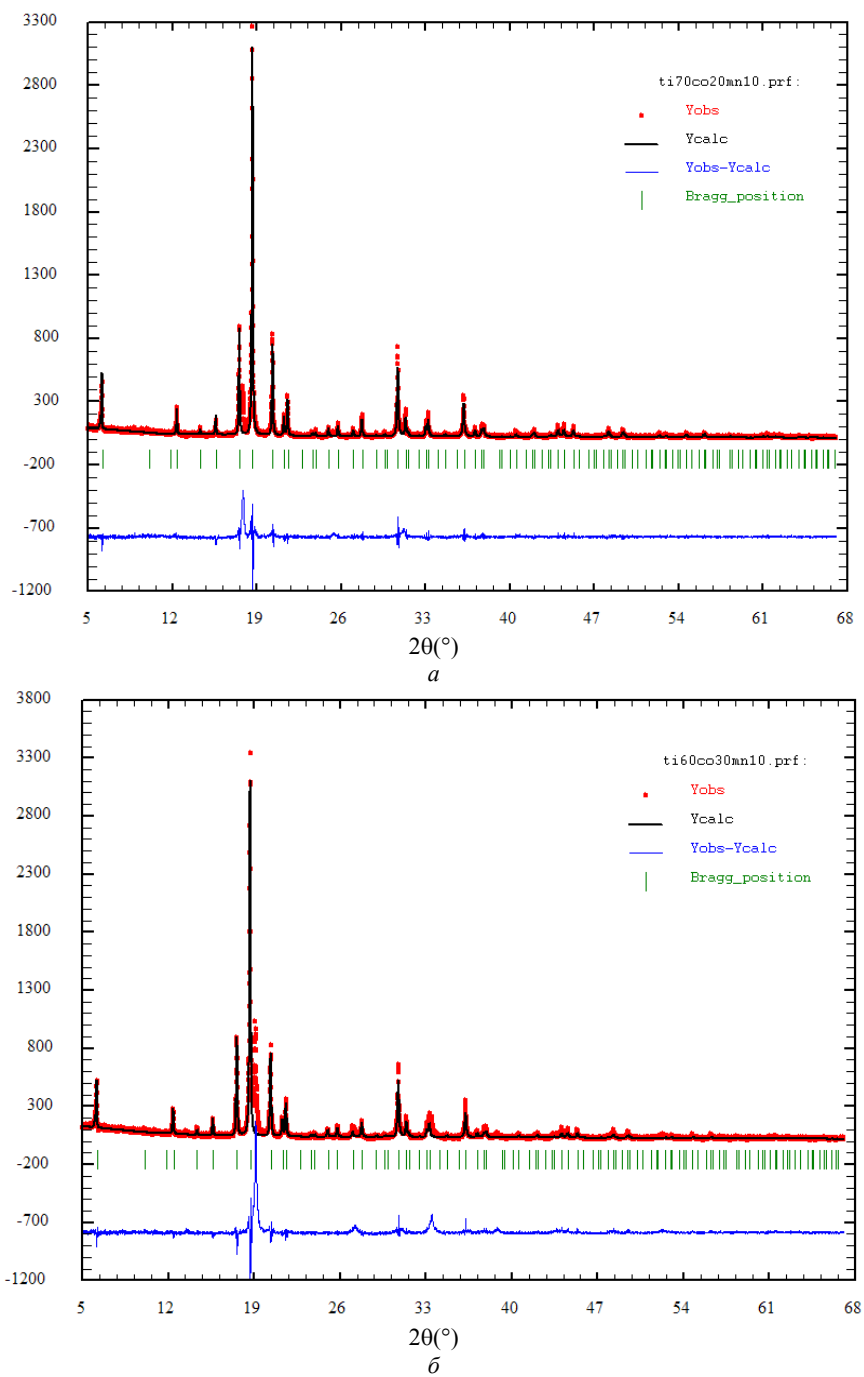 3300
2800
2300
1800
1300
800
300
-200
-700
-1200
ti70co20mn10.prf:
Yobs
Ycalc
Yobs-Ycalc
Bragg_position
5 12 19 26 33 40 47 54 61 68
2θ(°)
а
3800
3300
2800
2300
1800
1300
800
300
-200
-700
-1200
ti60co30mn10.prf:
Yobs
Ycalc
Yobs-Ycalc
Bragg_position
5 12 19 26 33 40 47 54 61 68
2θ(°)
б